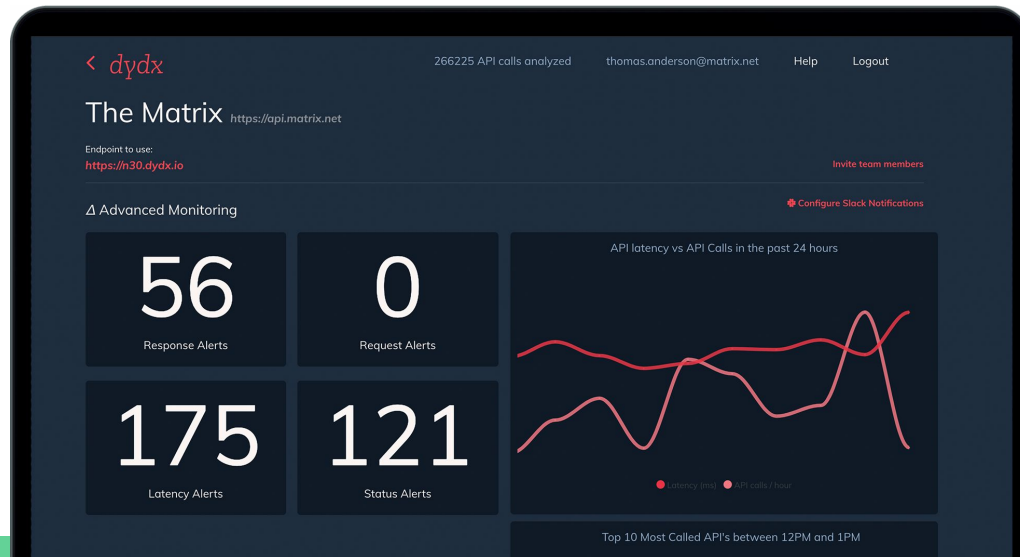 dydx
266225 API calls analyzed
thomas.anderson@matrix.net
Help
Logout
The Matrix https://api.matrix.net
Endpoint to use:
https://n30.dydx.io
Invite team members
Δ Advanced Monitoring
Configure Slack Notifications
56
Response Alerts
0
Request Alerts
175
Latency Alerts
121
Status Alerts
API latency vs API Calls in the past 24 hours
Latency (ms)
API calls / hour
Top 10 Most Called API's between 12PM and 1PM